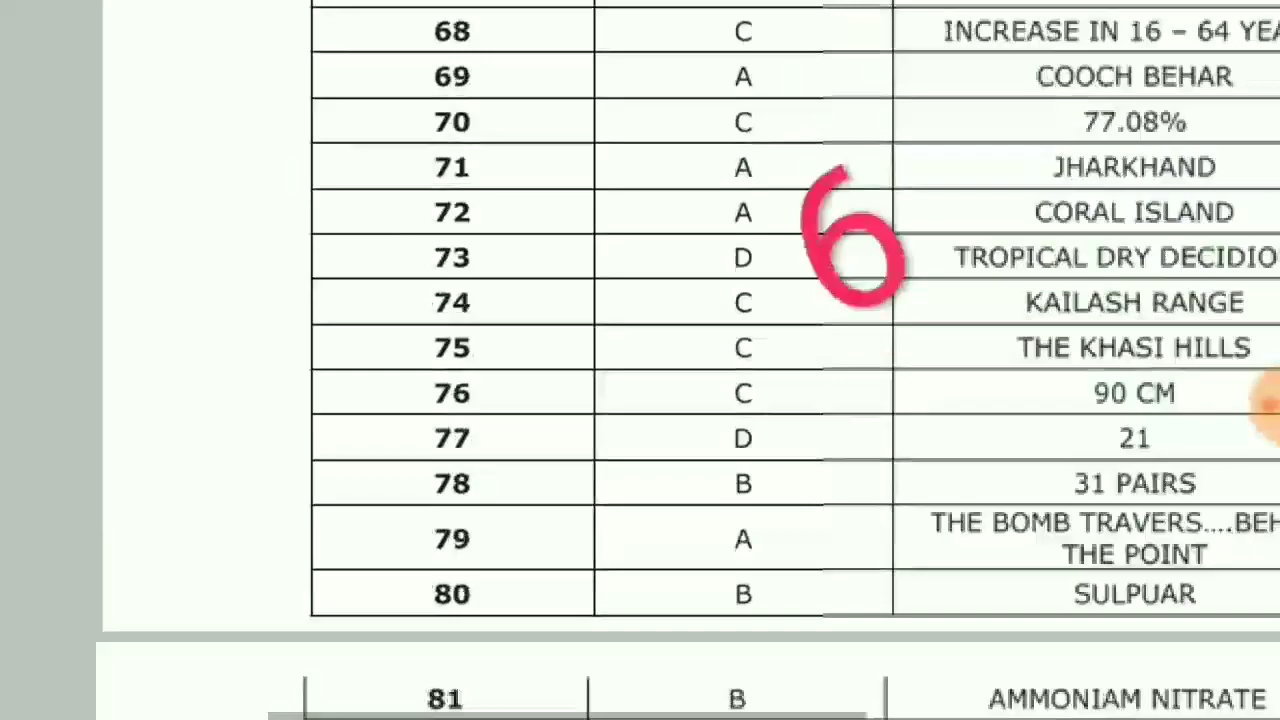 68 C INCREASE IN 16 – 64 YEA
69 A COOCH BEHAR
70 C 77.08%
71 A JHARKHAND
72 A CORAL ISLAND
73 D TROPICAL DRY DECIDIO
74 C KAILASH RANGE
75 C THE KHASI HILLS
76 C 90 CM
77 D 21
78 B 31 PAIRS
79 A THE BOMB TRAVERS....BEH
THE POINT
80 B SULPUAR
81 B AMMONIAM NITRATE
6